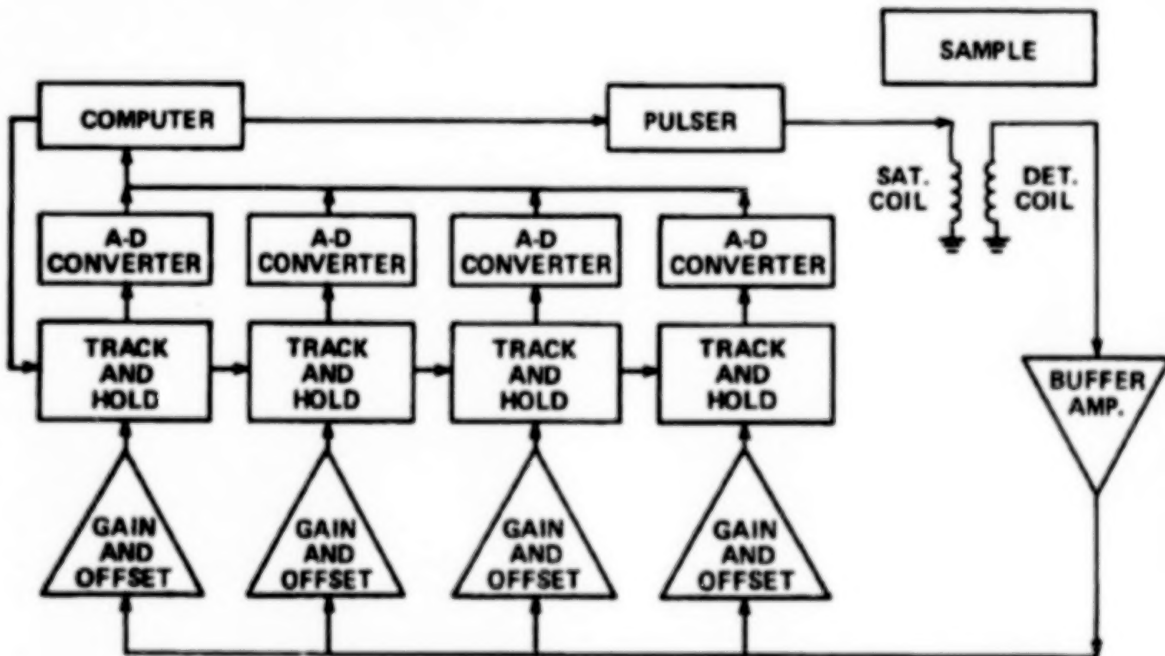 SAMPLE
COMPUTER
PULSER
SAT.
COIL
DET.
COIL
A-D
CONVERTER
A-D
CONVERTER
A-D
CONVERTER
A-D
CONVERTER
TRACK
AND
HOLD
TRACK
AND
HOLD
TRACK
AND
HOLD
TRACK
AND
HOLD
BUFFER
AMP.
GAIN
AND
OFFSET
GAIN
AND
OFFSET
GAIN
AND
OFFSET
GAIN
AND
OFFSET